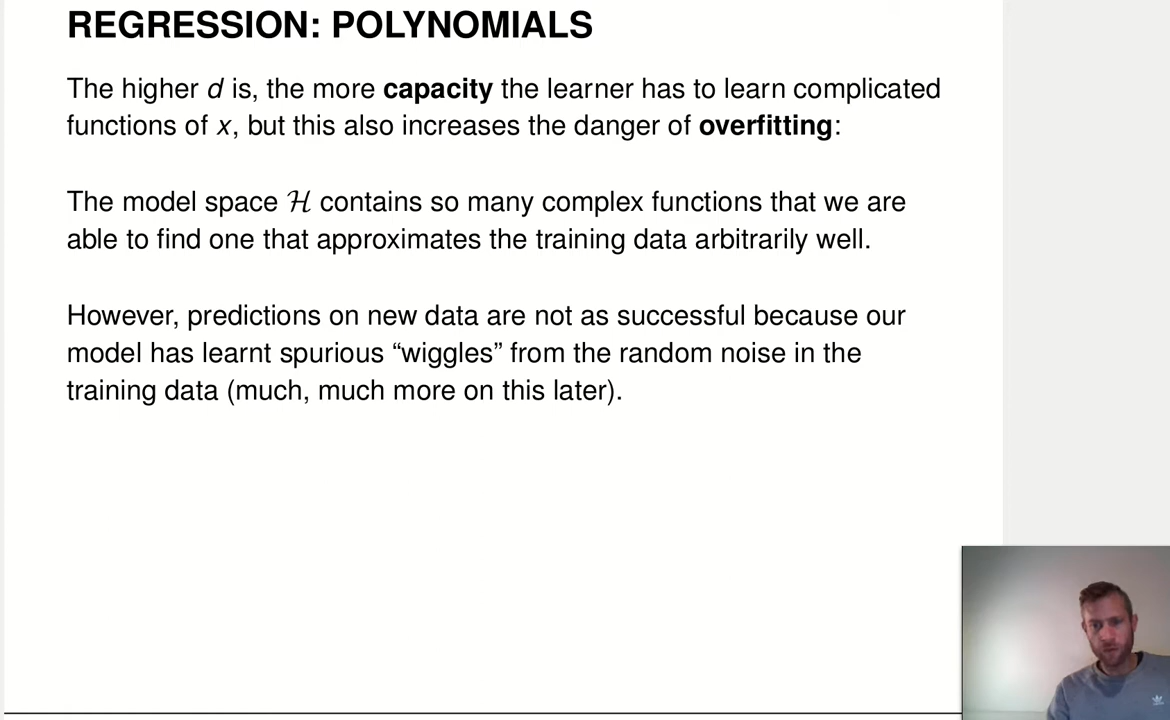 REGRESSION: POLYNOMIALS
The higher d is, the more capacity the learner has to learn complicated
functions of x, but this also increases the danger of overfitting:
The model space ℋ contains so many complex functions that we are
able to find one that approximates the training data arbitrarily well.
However, predictions on new data are not as successful because our
model has learnt spurious “wiggles” from the random noise in the
training data (much, much more on this later).